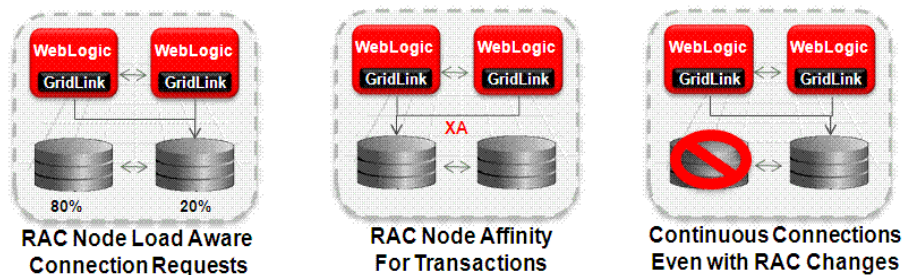 WebLogic
GridLink
WebLogic
GridLink
80%
20%
RAC Node Load Aware
Connection Requests
WebLogic
GridLink
WebLogic
GridLink
XA
RAC Node Affinity
For Transactions
WebLogic
GridLink
WebLogic
GridLink
Continuous Connections
Even with RAC Changes